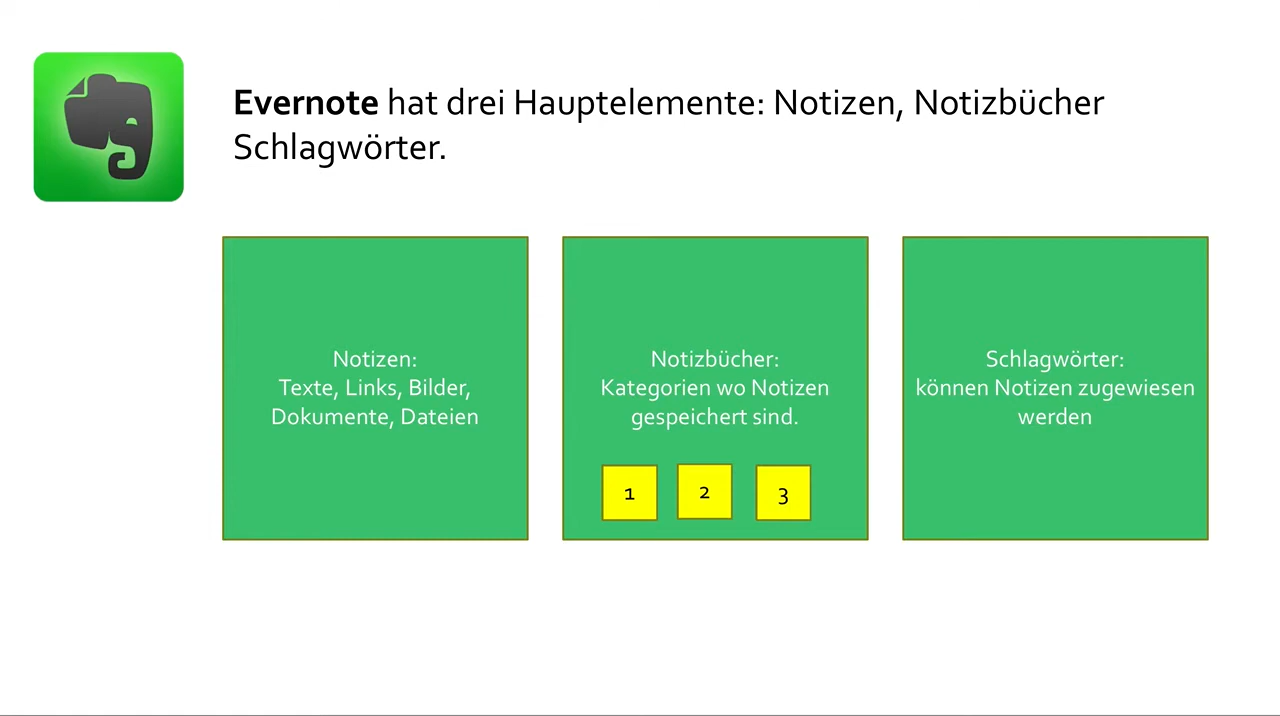 Evernote hat drei Hauptelemente: Notizen, Notizbücher
Schlagwörter.
Notizen:
Texte, Links, Bilder,
Dokumente, Dateien
Notizbücher:
Kategorien wo Notizen
gespeichert sind.
1
2
3
Schlagwörter:
können Notizen zugewiesen
werden